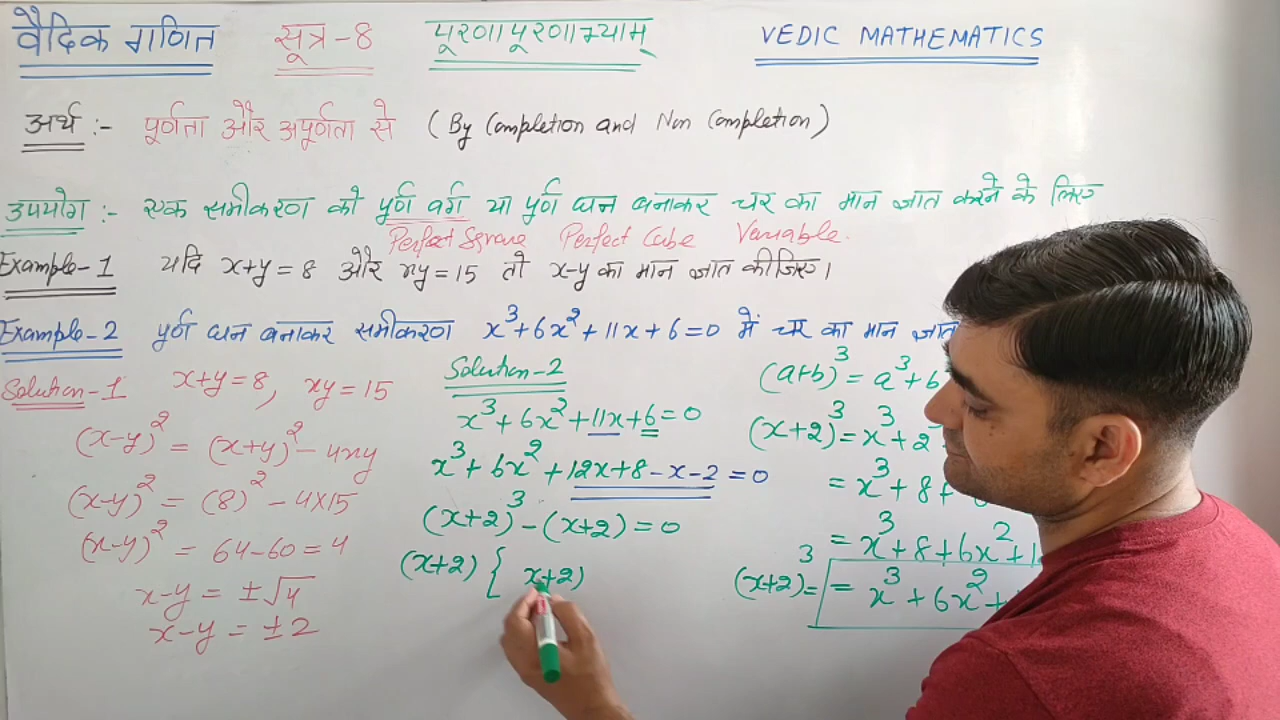 वैदिक गणित सूत्र-8 पूरणापूरणाभ्याम् VEDIC MATHEMATICS
अर्थ :- पूर्णता और अपूर्णता से (By Completion and Non Completion)
उपयोग :- एक समीकरण को पूर्ण वर्ग या पूर्ण घन बनाकर चर का मान ज्ञात करने के लिए
Perfect Square Perfect Cube Variable.
Example-1 यदि x+y=8 और xy=15 तो x-y का मान ज्ञात कीजिए।
Example-2 पूर्ण घन बनाकर समीकरण x³+6x²+11x+6=0 में चर का मान ज्ञात
Solution-1 x+y=8, xy=15
(x-y)² = (x+y)² - 4xy
(x-y)² = (8)² - 4x15
(x-y)² = 64-60=4
x-y = ±√4
x-y = ±2
Solution-2
x³+6x²+11x+6=0
x³+6x²+12x+8-x-2=0
(x+2)³-(x+2)=0
(x+2) { x+2)
(a+b)³=a³+b
(x+2)³=x³+2
=x³+8+
=x³+8+6x²+1
(x+2)³= =x³+6x²+